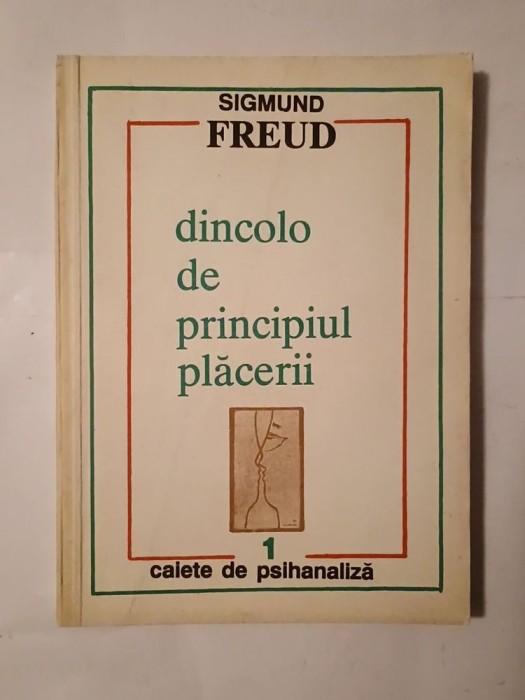 SIGMUND
FREUD
dincolo
de
principiul
plăcerii
1
caiete de psihanaliză